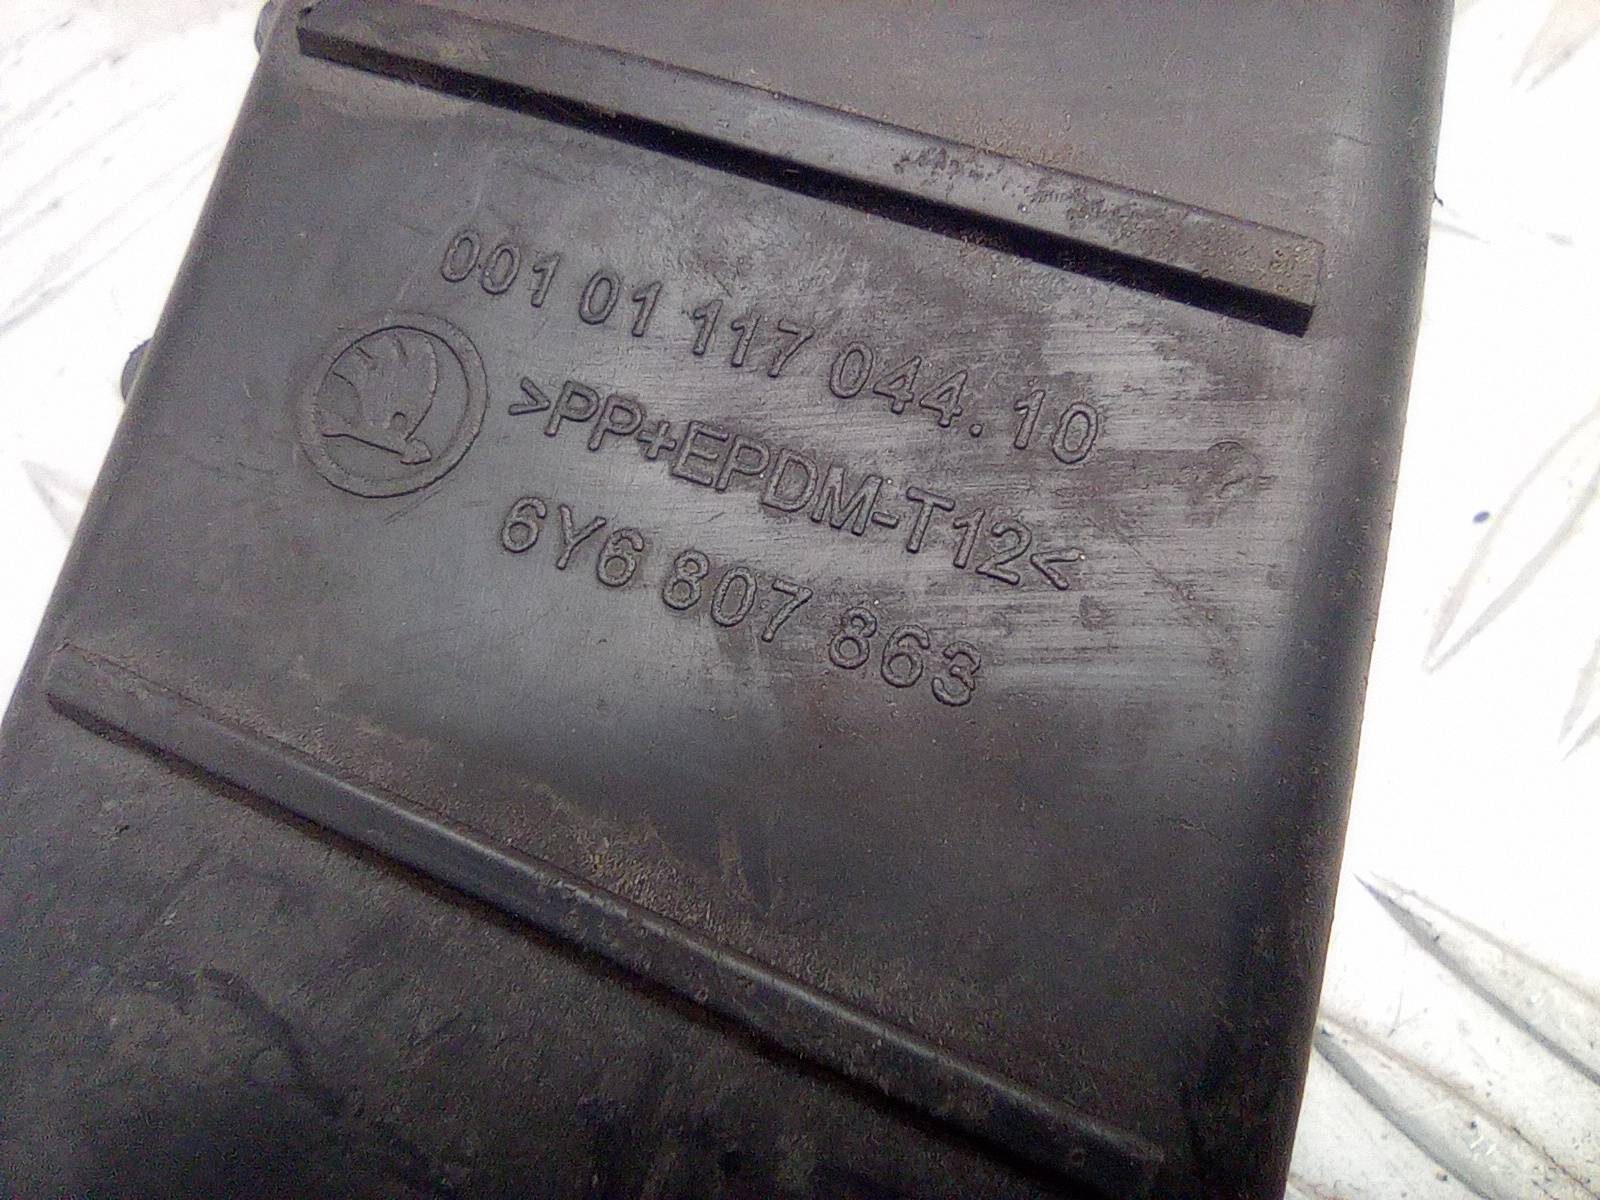 001 01 117 044.10
>PP+EPDM-T12<
6Y6 807 863